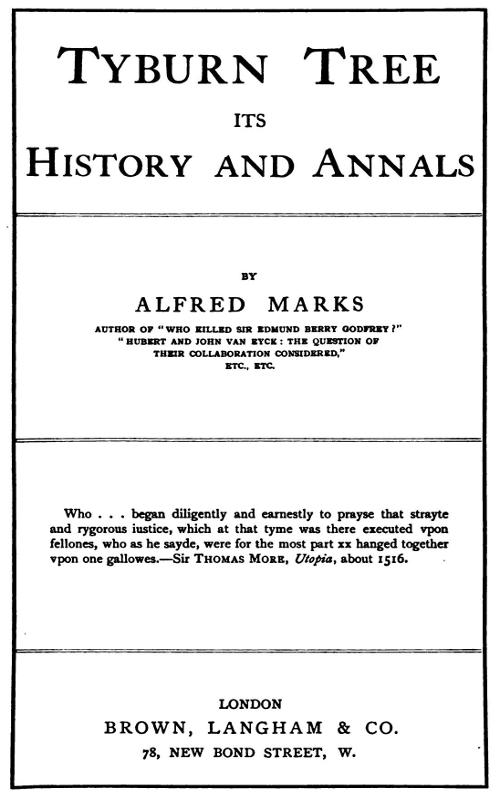 TYBURN TREE
ITS
HISTORY AND ANNALS
BY
ALFRED MARKS
AUTHOR OF "WHO KILLED SIR EDMUND BERRY GODFREY?"
"HUBERT AND JOHN VAN EYCK: THE QUESTION OF
THEIR COLLABORATION CONSIDERED,"
ETC., ETC.
Who . . . began diligently and earnestly to prayse that strayte
and rygorous iustice, which at that tyme was there executed vpon
fellones, who as he sayde, were for the most part xx hanged together
vpon one gallowes.—Sir THOMAS MORE, Utopia, about 1516.
LONDON
BROWN, LANGHAM & CO.
78, NEW BOND STREET, W.